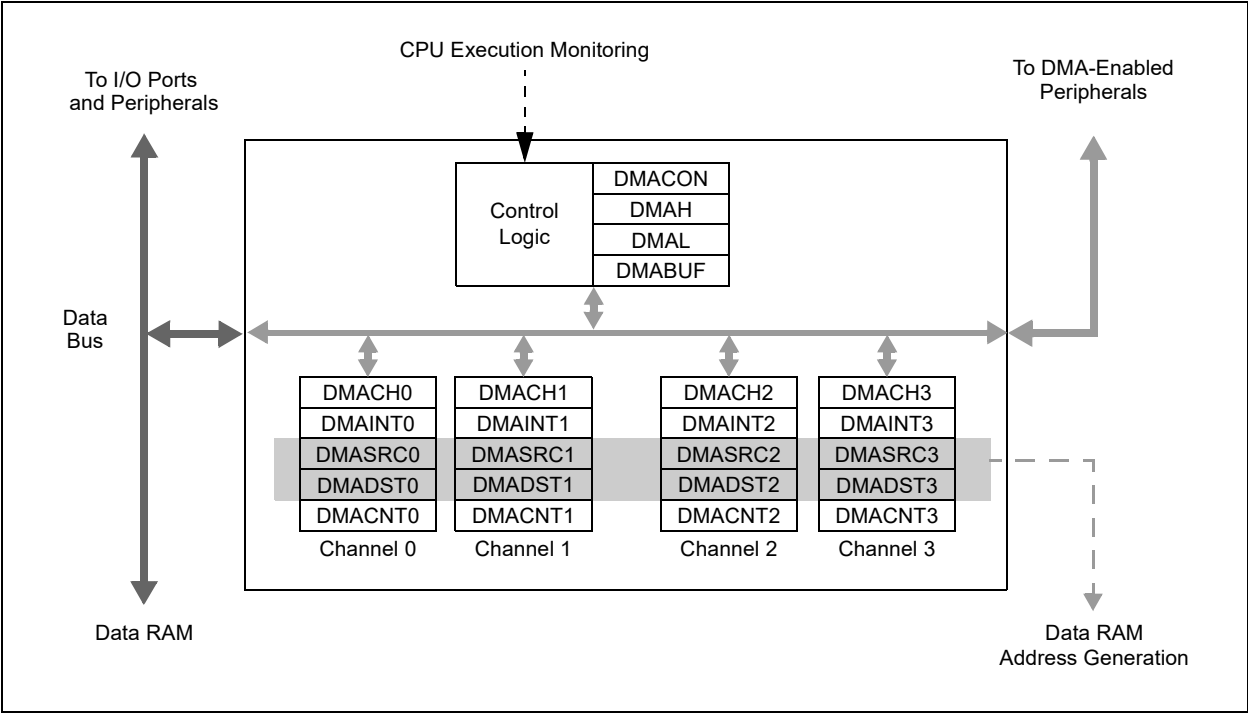 CPU Execution Monitoring
To I/O Ports
and Peripherals
To DMA-Enabled
Peripherals
Control
Logic
DMACON
DMAH
DMAL
DMABUF
Data
Bus
DMACH0
DMAINT0
DMASRC0
DMADST0
DMACNT0
Channel 0
DMACH1
DMAINT1
DMASRC1
DMADST1
DMACNT1
Channel 1
DMACH2
DMAINT2
DMASRC2
DMADST2
DMACNT2
Channel 2
DMACH3
DMAINT3
DMASRC3
DMADST3
DMACNT3
Channel 3
Data RAM
Data RAM
Address Generation